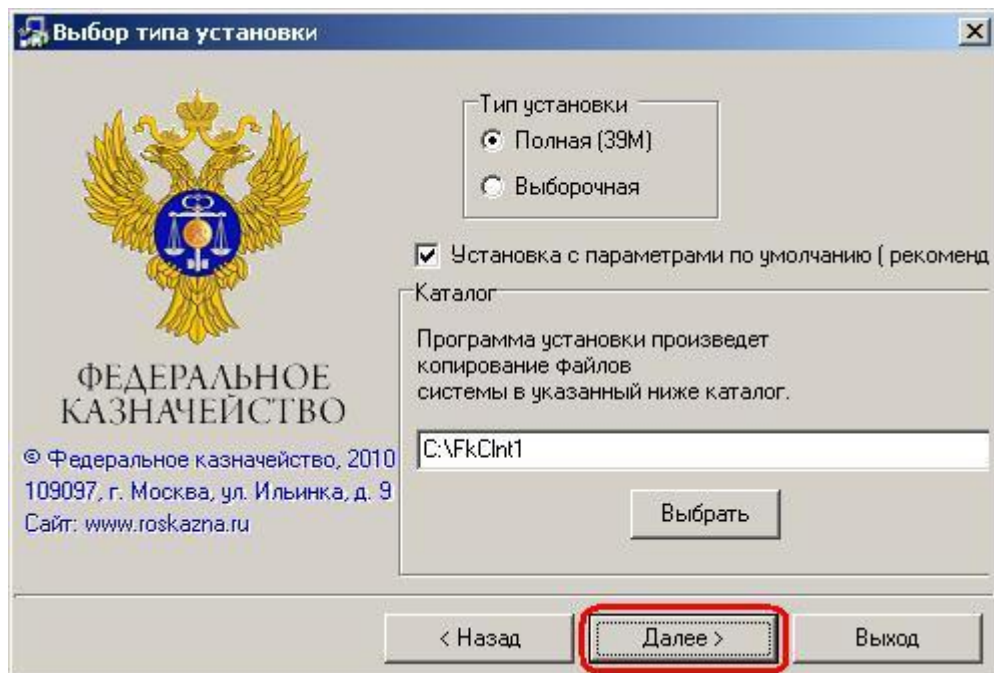 Выбор типа установки
Тип установки
Полная (39М)
Выборочная
Установка с параметрами по умолчанию ( рекоменд
Каталог
Программа установки произведет
копирование файлов
системы в указанный ниже каталог.
C:\FkClnt1
Выбрать
ФЕДЕРАЛЬНОЕ
КАЗНАЧЕЙСТВО
© Федеральное казначейство, 2010
109097, г. Москва, ул. Ильинка, д. 9
Сайт: www.roskazna.ru
< Назад
Далее >
Выход